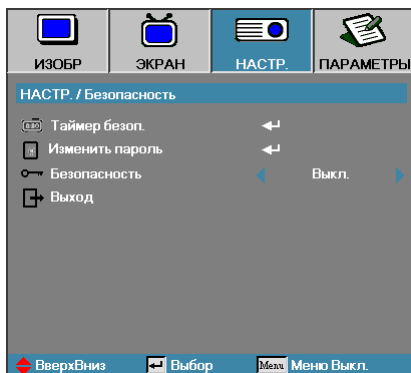 ИЗОБР ЭКРАН НАСТР. ПАРАМЕТРЫ
НАСТР. / Безопасность
Таймер безоп.
Изменить пароль
Безопасность Выкл.
Выход
ВверхВниз Выбор Menu Меню Выкл.